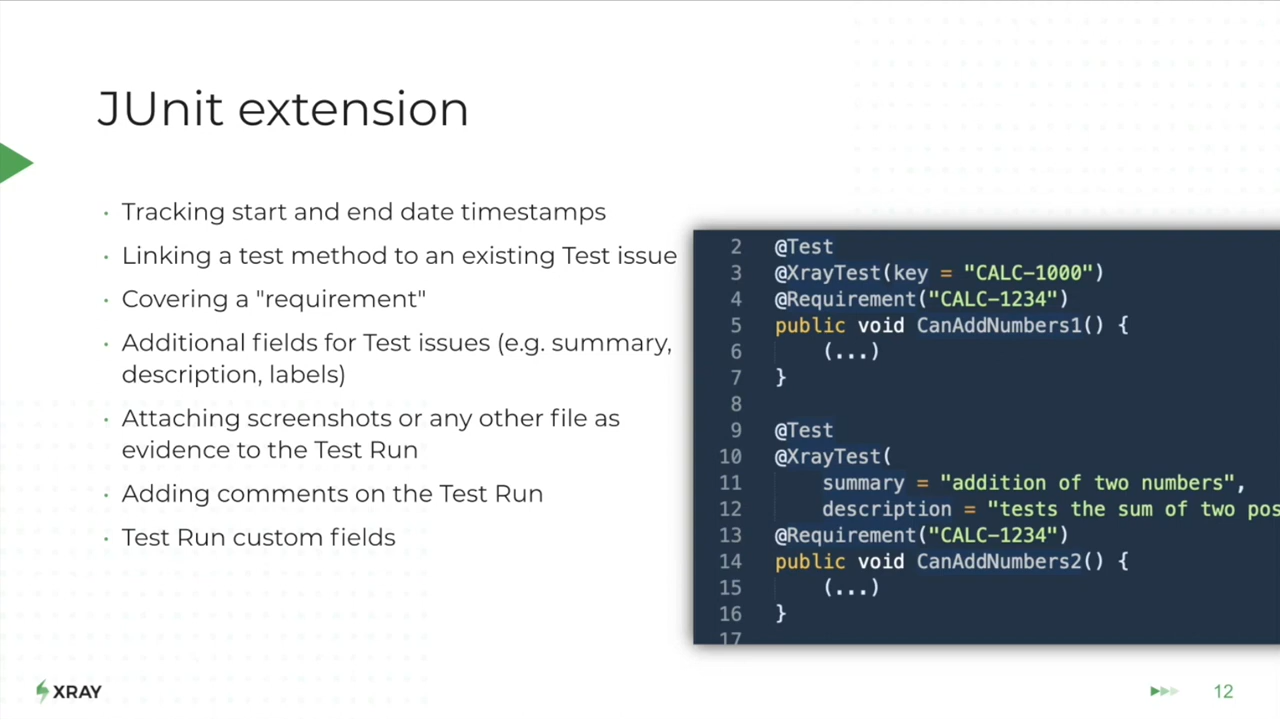 JUnit extension
• Tracking start and end date timestamps
• Linking a test method to an existing Test issue
• Covering a "requirement"
• Additional fields for Test issues (e.g. summary,
description, labels)
• Attaching screenshots or any other file as
evidence to the Test Run
• Adding comments on the Test Run
• Test Run custom fields
2 @Test
3 @XrayTest(key = "CALC-1000")
4 @Requirement("CALC-1234")
5 public void CanAddNumbers1() {
6 (...)
7 }
8
9 @Test
10 @XrayTest(
11 summary = "addition of two numbers",
12 description = "tests the sum of two pos
13 @Requirement("CALC-1234")
14 public void CanAddNumbers2() {
15 (...)
16 }
17
XRAY
12